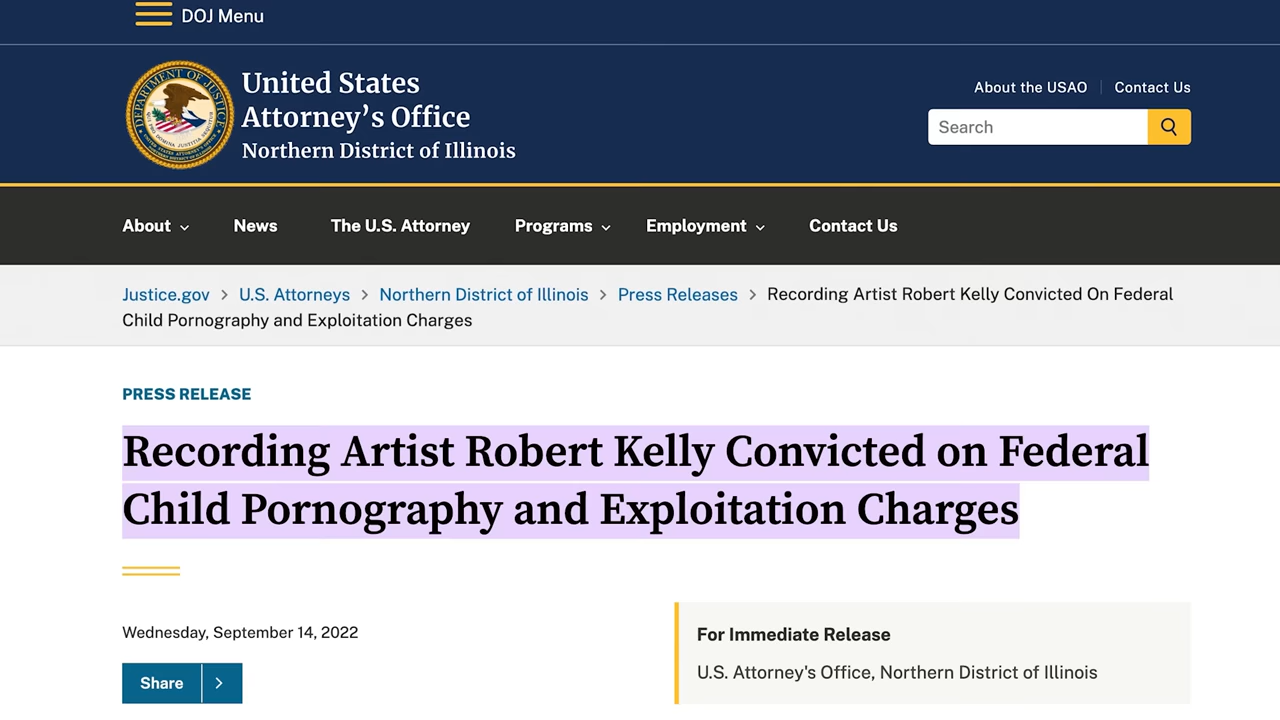 DOJ Menu
United States
Attorney’s Office
Northern District of Illinois
About the USAO
Contact Us
Search
About
News
The U.S. Attorney
Programs
Employment
Contact Us
Justice.gov > U.S. Attorneys > Northern District of Illinois > Press Releases > Recording Artist Robert Kelly Convicted On Federal
Child Pornography and Exploitation Charges
PRESS RELEASE
Recording Artist Robert Kelly Convicted on Federal
Child Pornography and Exploitation Charges
Wednesday, September 14, 2022
Share >
For Immediate Release
U.S. Attorney's Office, Northern District of Illinois